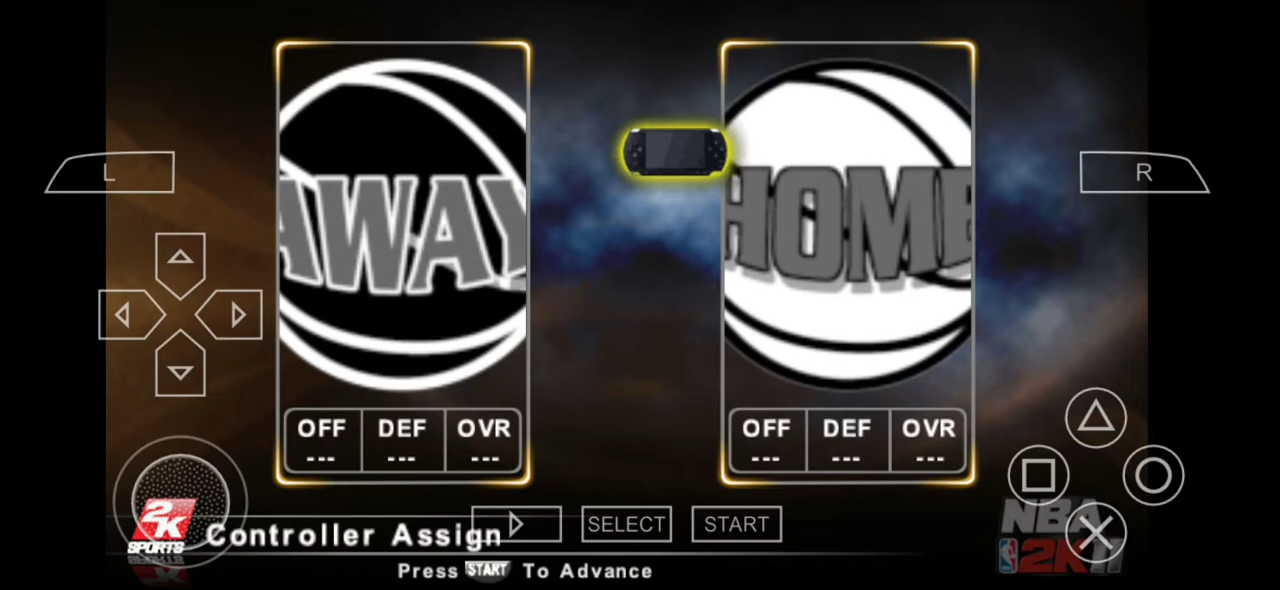 AWAY
HOME
L
R
OFF DEF OVR
--- --- ---
OFF DEF OVR
--- --- ---
SELECT
START
2K
SPORTS
Controller Assign
NBA
2K11
Press START To Advance